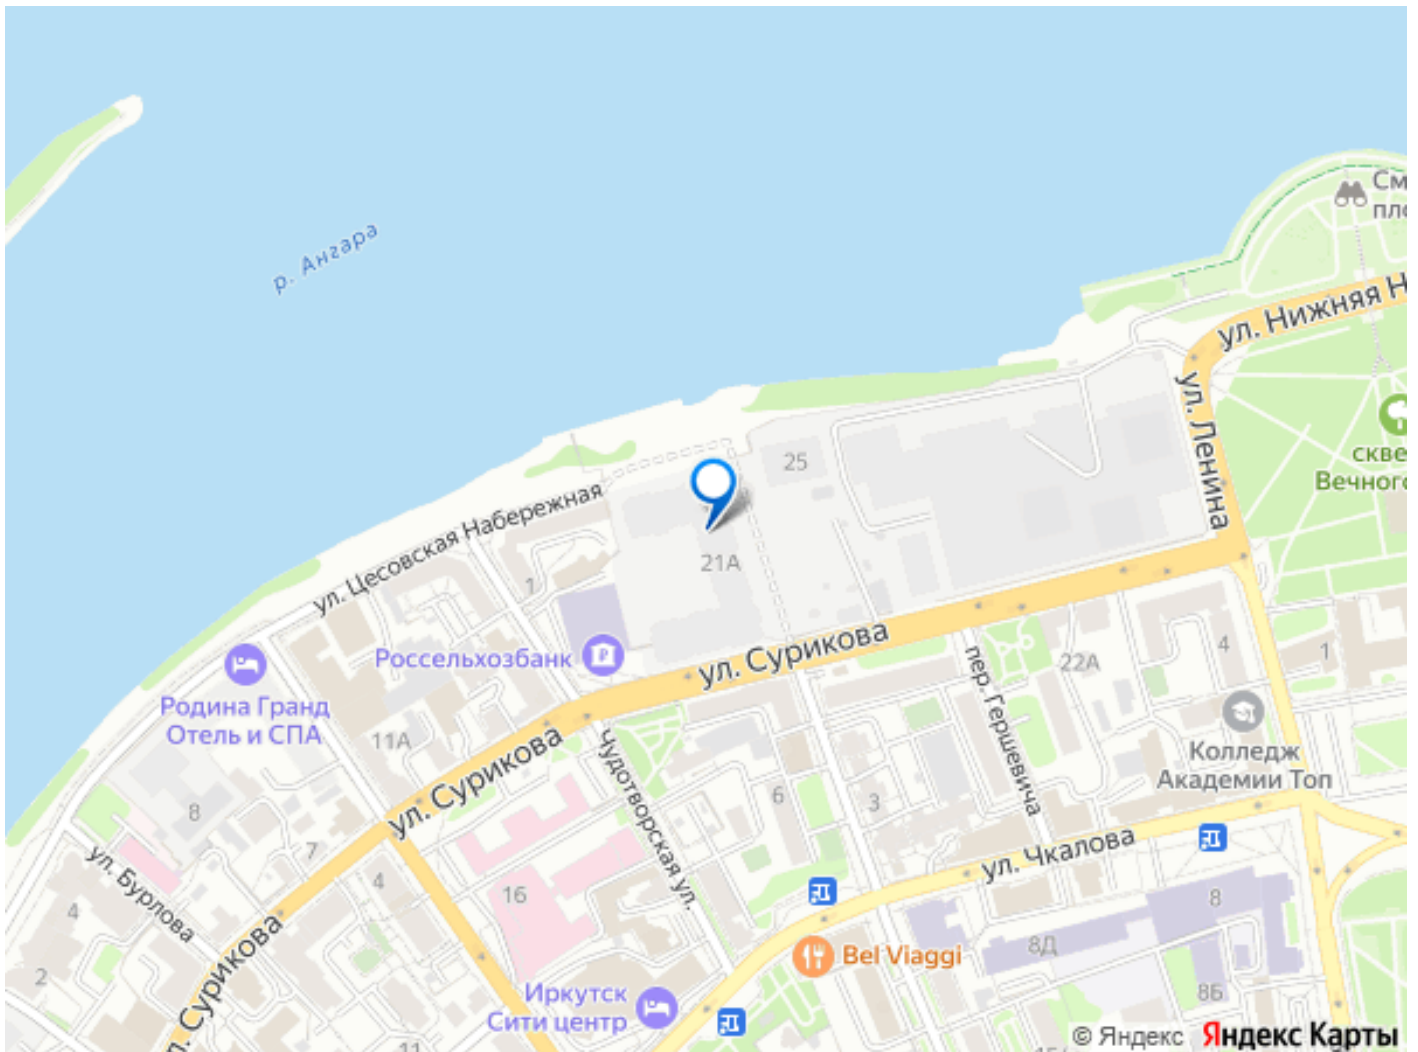 См
пло
р. Ангара
ул. Нижняя Н
ул. Ленина
скве
Вечного
25
ул. Цесовская Набережная
21А
1
Россельхозбанк
ул. Сурикова
пер. Гершевича
22А
4
1
Родина Гранд
Отель и СПА
11А
Колледж
Академии Топ
ул. Сурикова
Чудотворская ул.
6
3
8
7
ул. Чкалова
ул. Бурлова
4
16
4
8
2
ул. Сурикова
8Д
Bel Viaggi
Иркутск
Сити центр
8Б
11
© Яндекс Яндекс Карты